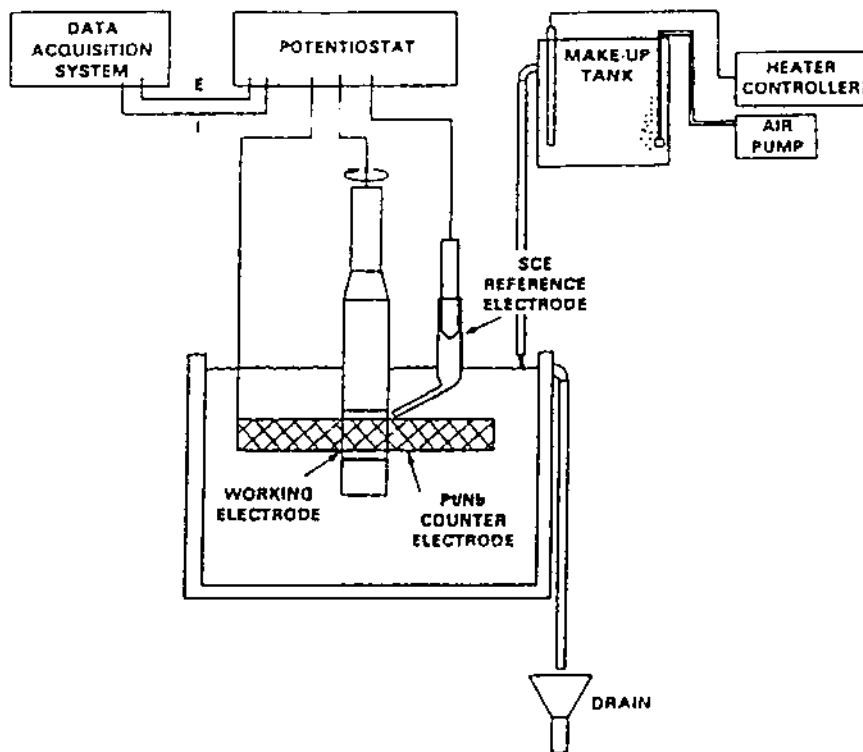 DATA
ACQUISITION
SYSTEM
E
I
POTENTIOSTAT
MAKE-UP
TANK
HEATER
CONTROLLER
AIR
PUMP
SCE
REFERENCE
ELECTRODE
WORKING
ELECTRODE
Pt/Nb
COUNTER
ELECTRODE
DRAIN